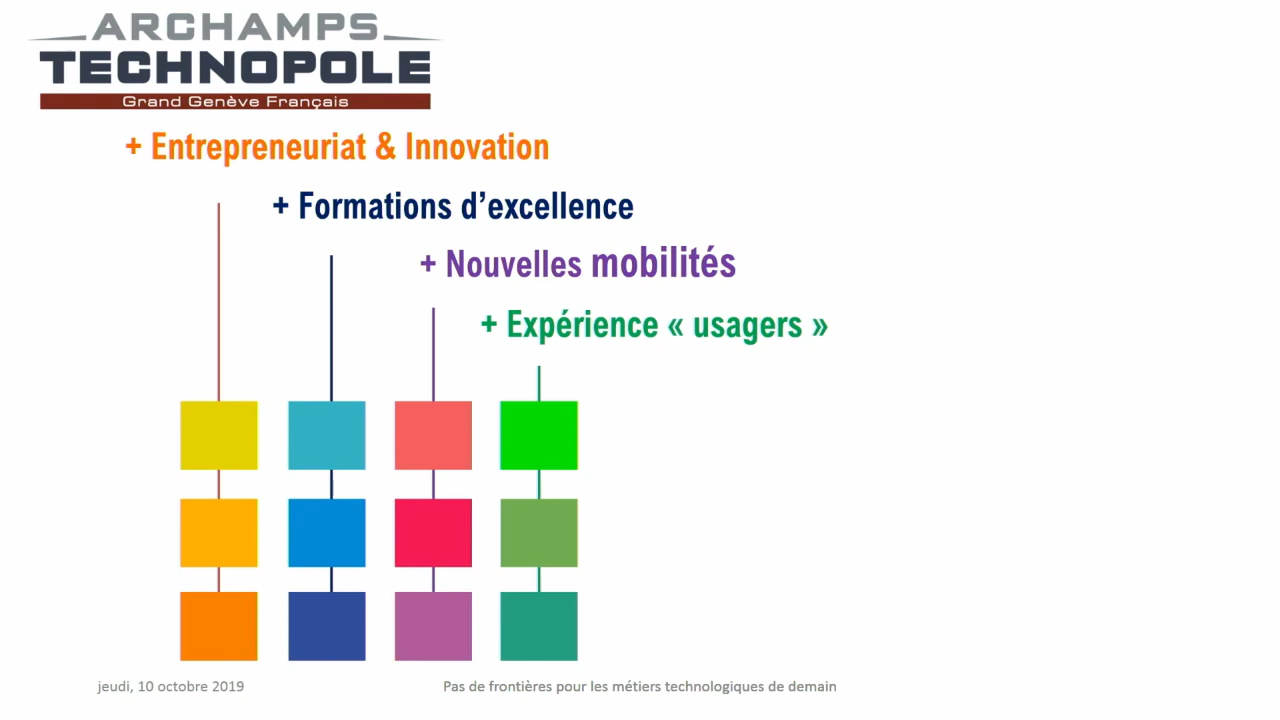 ARCHAMPS
TECHNOPOLE
Grand Genève Français
+ Entrepreneuriat & Innovation
+ Formations d’excellence
+ Nouvelles mobilités
+ Expérience « usagers »
jeudi, 10 octobre 2019
Pas de frontières pour les métiers technologiques de demain